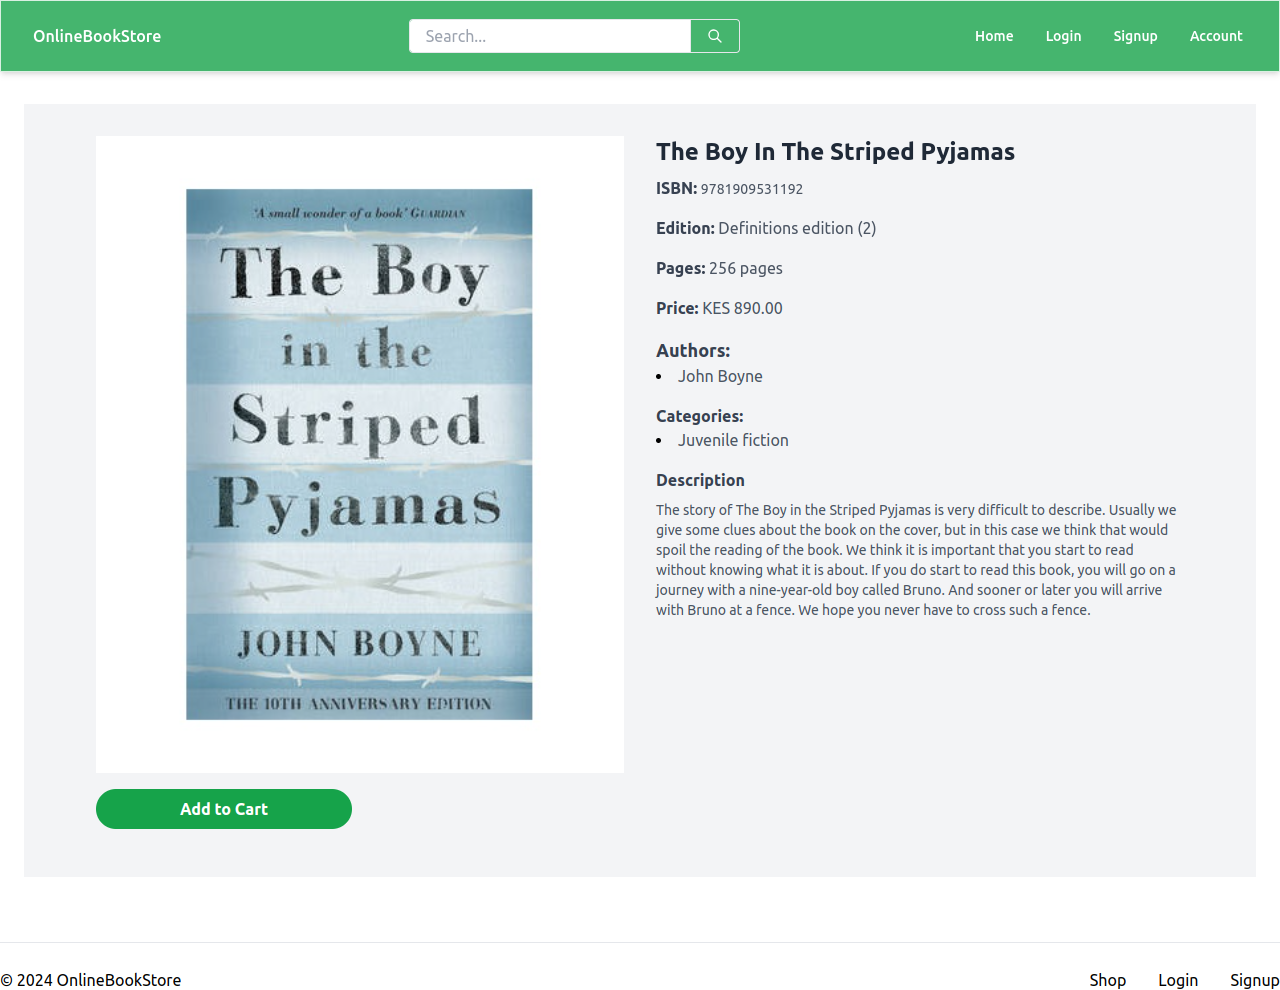 OnlineBookStore
Search...
Home
Login
Signup
Account
'A small wonder of a book' GUARDIAN
The Boy
in the
Striped
Pyjamas
JOHN BOYNE
THE 10TH ANNIVERSARY EDITION
Add to Cart
The Boy In The Striped Pyjamas
ISBN: 9781909531192
Edition: Definitions edition (2)
Pages: 256 pages
Price: KES 890.00
Authors:
• John Boyne
Categories:
• Juvenile fiction
Description
The story of The Boy in the Striped Pyjamas is very difficult to describe. Usually we
give some clues about the book on the cover, but in this case we think that would
spoil the reading of the book. We think it is important that you start to read
without knowing what it is about. If you do start to read this book, you will go on a
journey with a nine-year-old boy called Bruno. And sooner or later you will arrive
with Bruno at a fence. We hope you never have to cross such a fence.
© 2024 OnlineBookStore
Shop
Login
Signup